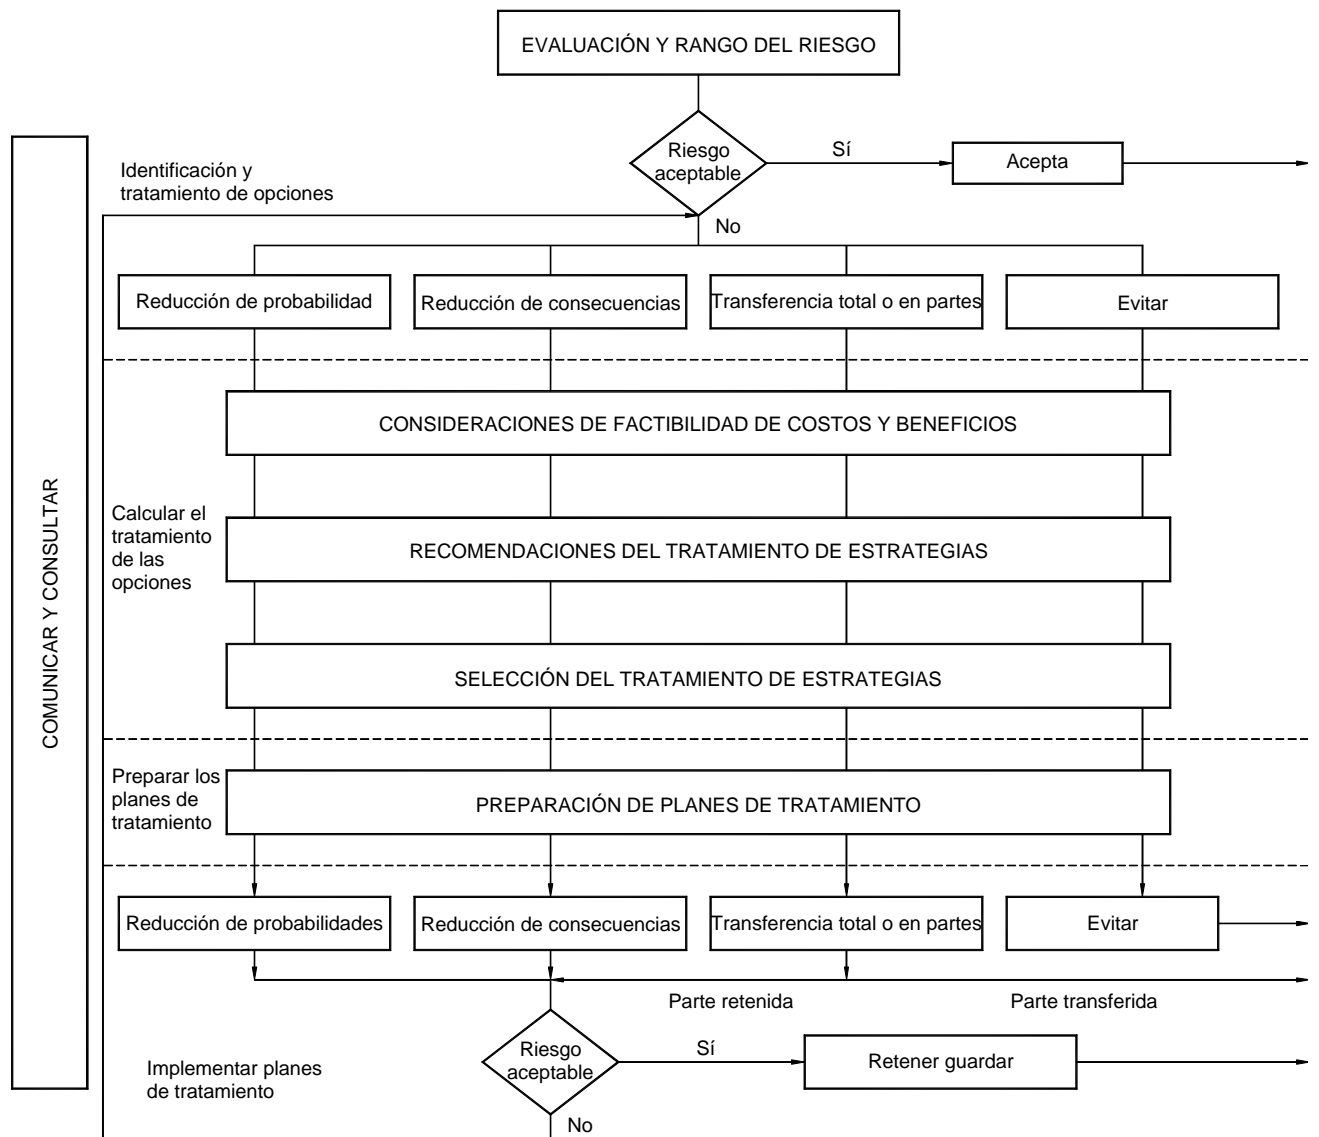 EVALUACIÓN Y RANGO DEL RIESGO
Riesgo
aceptable
Sí
Acepta
Identificación y
tratamiento de opciones
No
Reducción de probabilidad
Reducción de consecuencias
Transferencia total o en partes
Evitar
CONSIDERACIONES DE FACTIBILIDAD DE COSTOS Y BENEFICIOS
COMUNICAR Y CONSULTAR
Calcular el
tratamiento
de las
opciones
RECOMENDACIONES DEL TRATAMIENTO DE ESTRATEGIAS
SELECCIÓN DEL TRATAMIENTO DE ESTRATEGIAS
Preparar los
planes de
tratamiento
PREPARACIÓN DE PLANES DE TRATAMIENTO
Reducción de probabilidades
Reducción de consecuencias
Transferencia total o en partes
Evitar
Parte retenida
Parte transferida
Riesgo
aceptable
Sí
Retener guardar
Implementar planes
de tratamiento
No